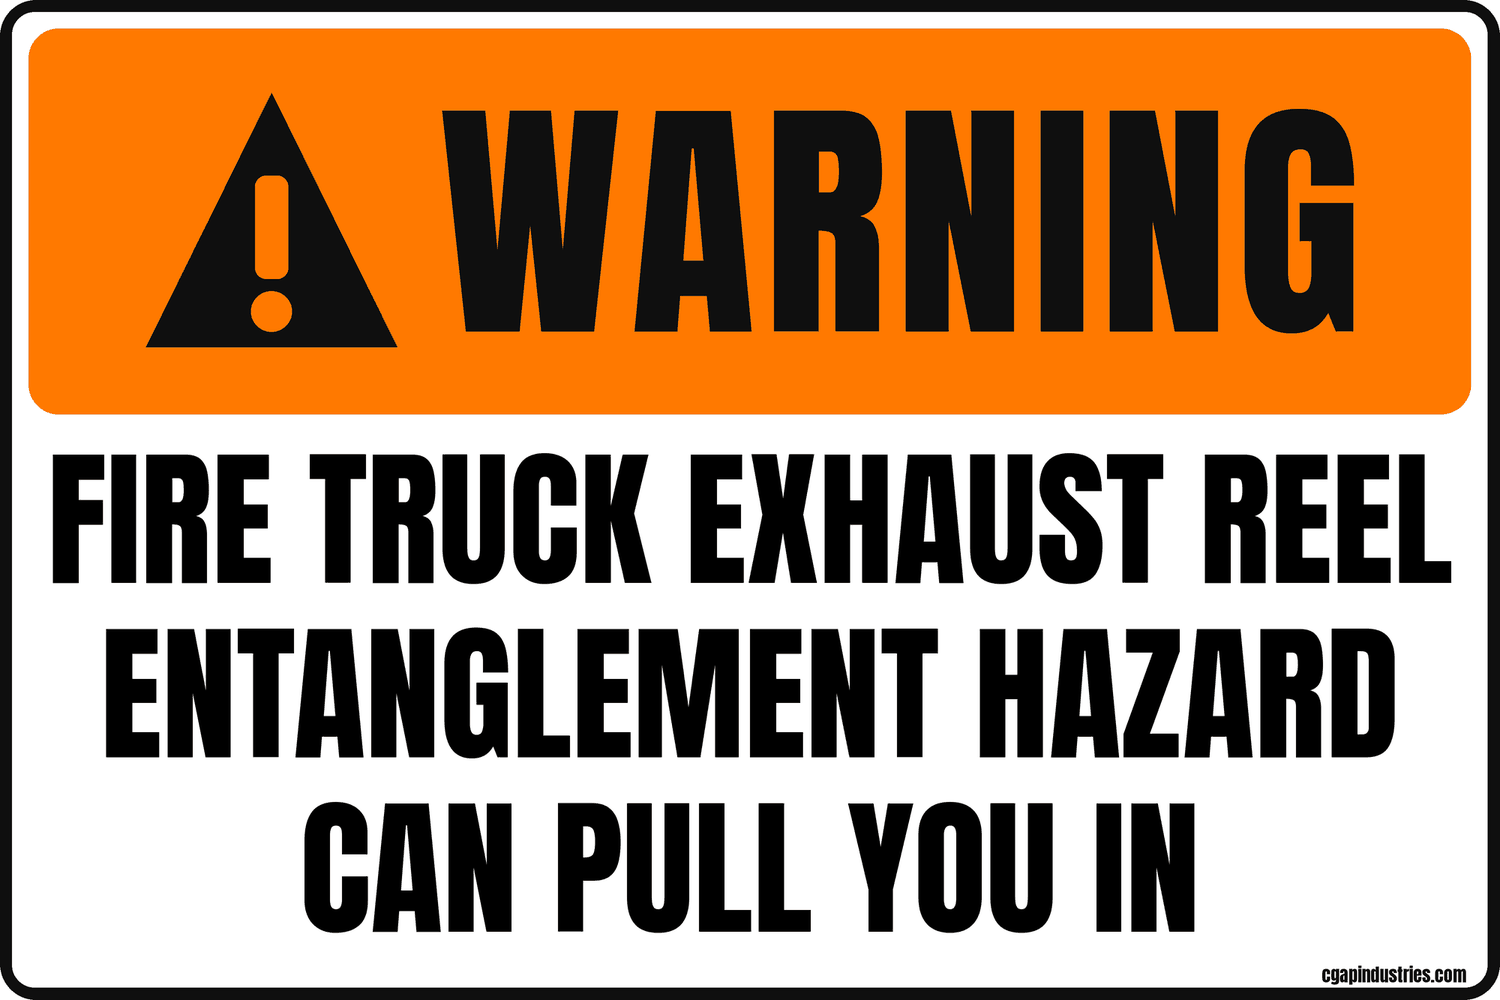 WARNING
FIRE TRUCK EXHAUST REEL
ENTANGLEMENT HAZARD
CAN PULL YOU IN
cgapindustries.com